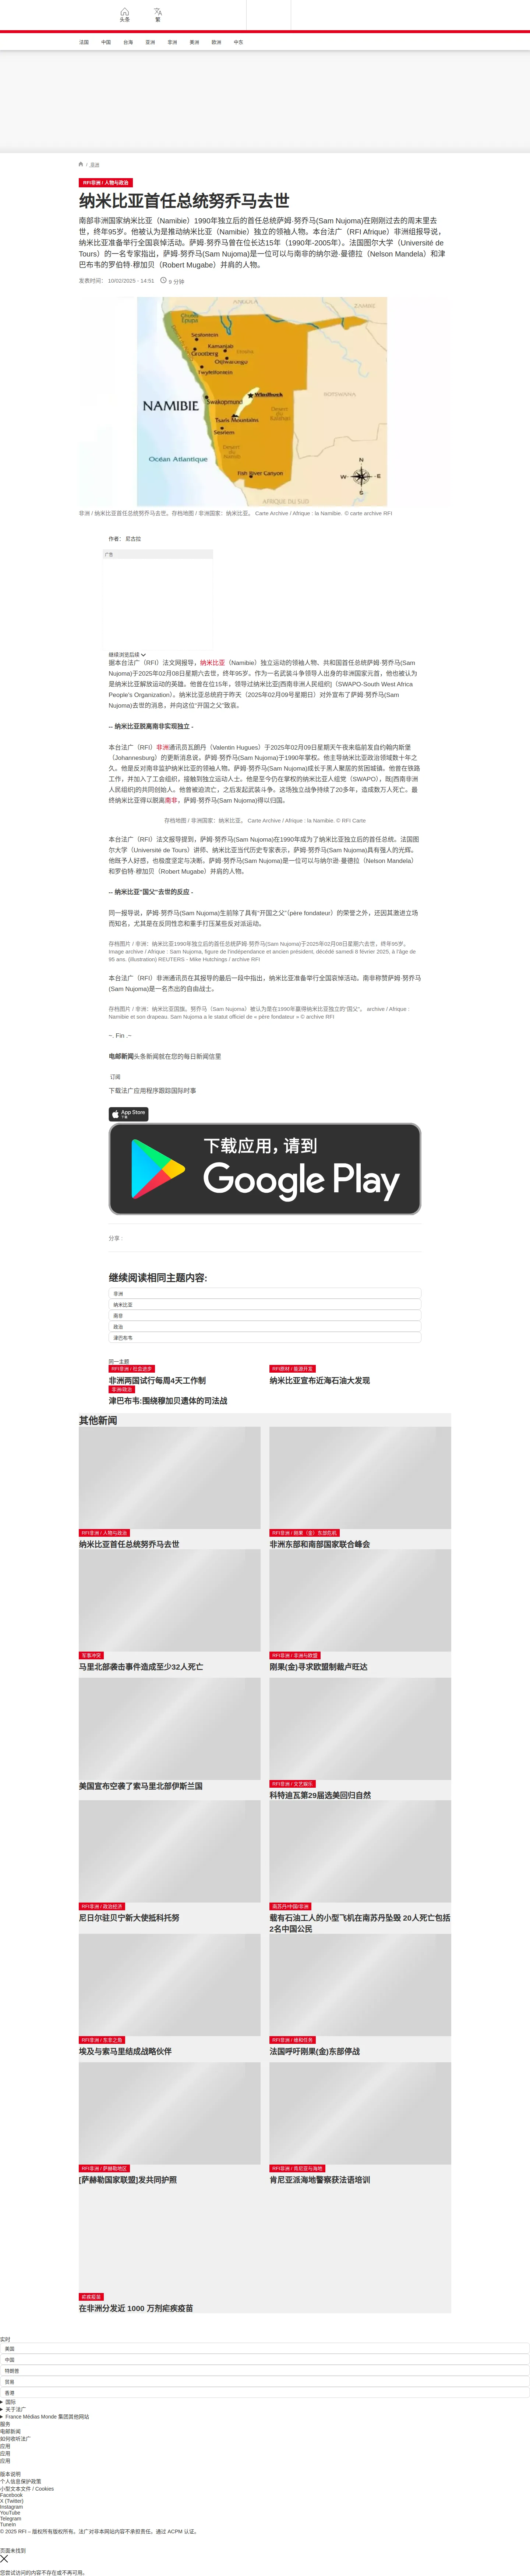 头条
繁
法国
中国
台海
亚洲
非洲
美洲
欧洲
中东
非洲
RFI非洲 / 人物与政治
纳米比亚首任总统努乔马去世
南部非洲国家纳米比亚（Namibie）1990年独立后的首任总统萨姆·努乔马(Sam Nujoma)在刚刚过去的周末里去
世，终年95岁。他被认为是推动纳米比亚（Namibie）独立的领袖人物。本台法广（RFI Afrique）非洲组报导说，
纳米比亚准备举行全国哀悼活动。萨姆·努乔马曾在位长达15年（1990年-2005年）。法国图尔大学（Université de
Tours）的一名专家指出，萨姆·努乔马(Sam Nujoma)是一位可以与南非的纳尔逊·曼德拉（Nelson Mandela）和津
巴布韦的罗伯特·穆加贝（Robert Mugabe）并肩的人物。
发表时间： 10/02/2025 - 14:51
9 分钟
ANGOLA
ZAMBIE
Chutes Epupa
Sesfontein
Kamanjab
Grootberg
Otjiwarongo
Twyfelfontein
Windhoek
Swakopmund
NAMIBIE
Tsaris Mountains
BOTSWANA
Désert du Kalahari
Océan Atlantique
Fish River Canyon
AFRIQUE DU SUD
N
W
E
S
非洲 / 纳米比亚首任总统努乔马去世。存档地图 / 非洲国家：纳米比亚。 Carte Archive / Afrique : la Namibie. © carte archive RFI
作者： 尼古拉
广告
继续浏览后续
据本台法广（RFI）法文网报导，纳米比亚（Namibie）独立运动的领袖人物、共和国首任总统萨姆·努乔马(Sam
Nujoma)于2025年02月08日星期六去世，终年95岁。作为一名武装斗争领导人出身的非洲国家元首，他也被认为
是纳米比亚解放运动的英雄。他曾在位15年，领导过纳米比亚[西南非洲人民组织]（SWAPO-South West Africa
People's Organization）。纳米比亚总统府于昨天（2025年02月09号星期日）对外宣布了萨姆·努乔马(Sam
Nujoma)去世的消息。并向这位"开国之父"致哀。
-- 纳米比亚脱离南非实现独立 -
本台法广（RFI）非洲通讯员瓦朗丹（Valentin Hugues）于2025年02月09日星期天午夜来临前发自约翰内斯堡
（Johannesburg）的更新消息说，萨姆·努乔马(Sam Nujoma)于1990年掌权。他主导纳米比亚政治领域数十年之
久。他是反对南非监护纳米比亚的领袖人物。萨姆·努乔马(Sam Nujoma)成长于黑人聚居的贫困城镇。他曾在铁路
工作，并加入了工会组织，接触到独立运动人士。他是至今仍在掌权的纳米比亚人组党（SWAPO），既[西南非洲
人民组织]的共同创始人。他曾被迫流亡，之后发起武装斗争。这场独立战争持续了20多年，造成数万人死亡。最
终纳米比亚得以脱离南非，萨姆·努乔马(Sam Nujoma)得以归国。
存档地图 / 非洲国家：纳米比亚。 Carte Archive / Afrique : la Namibie. © RFI Carte
本台法广（RFI）法文报导提到，萨姆·努乔马(Sam Nujoma)在1990年成为了纳米比亚独立后的首任总统。法国图
尔大学（Université de Tours）讲师、纳米比亚当代历史专家表示，萨姆·努乔马(Sam Nujoma)具有强人的光辉。
他既予人好感，也极度坚定与决断。萨姆·努乔马(Sam Nujoma)是一位可以与纳尔逊·曼德拉（Nelson Mandela）
和罗伯特·穆加贝（Robert Mugabe）并肩的人物。
-- 纳米比亚"国父"去世的反应 -
同一报导说，萨姆·努乔马(Sam Nujoma)生前除了具有"开国之父"（père fondateur）的荣誉之外，还因其激进立场
而知名，尤其是在反同性恋和重手打压某些反对派运动。
存档图片 / 非洲：纳米比亚1990年独立后的首任总统萨姆·努乔马(Sam Nujoma)于2025年02月08日星期六去世，终年95岁。
Image archive / Afrique : Sam Nujoma, figure de l'indépendance et ancien président, décédé samedi 8 février 2025, à l'âge de
95 ans. (illustration) REUTERS - Mike Hutchings / archive RFI
本台法广（RFI）非洲通讯员在其报导的最后一段中指出，纳米比亚准备举行全国哀悼活动。南非称赞萨姆·努乔马
(Sam Nujoma)是一名杰出的自由战士。
存档图片 / 非洲：纳米比亚国旗。努乔马（Sam Nujoma）被认为是在1990年赢得纳米比亚独立的"国父"。 archive / Afrique :
Namibie et son drapeau. Sam Nujoma a le statut officiel de « père fondateur » © archive RFI
–. Fin .–
电邮新闻头条新闻就在您的每日新闻信里
订阅
下载法广应用程序跟踪国际时事
App Store
下载应用，请到
Google Play
分享 :
继续阅读相同主题内容:
非洲
纳米比亚
南非
政治
津巴布韦
同一主题
RFI非洲 / 社会进步
非洲两国试行每周4天工作制
RFI原材 / 能源开发
纳米比亚宣布近海石油大发现
非洲/政治
津巴布韦:围绕穆加贝遗体的司法战
其他新闻
RFI非洲 / 人物与政治
纳米比亚首任总统努乔马去世
RFI非洲 / 刚果（金）东部危机
非洲东部和南部国家联合峰会
军事冲突
马里北部袭击事件造成至少32人死亡
RFI非洲 / 非洲与欧盟
刚果(金)寻求欧盟制裁卢旺达
美国宣布空袭了索马里北部伊斯兰国
RFI非洲 / 文艺娱乐
科特迪瓦第29届选美回归自然
RFI非洲 / 政治经济
尼日尔驻贝宁新大使抵科托努
南苏丹/中国/非洲
载有石油工人的小型飞机在南苏丹坠毁 20人死亡包括
2名中国公民
RFI非洲 / 东非之角
埃及与索马里结成战略伙伴
RFI非洲 / 维和任务
法国呼吁刚果(金)东部停战
RFI非洲 / 萨赫勒地区
[萨赫勒国家联盟]发共同护照
RFI非洲 / 肯尼亚与海地
肯尼亚派海地警察获法语培训
疟疾疫苗
在非洲分发近 1000 万剂疟疾疫苗
实时
美国
中国
特朗普
贸易
香港
国际
关于法广
France Médias Monde 集团其他网站
服务
电邮新闻
如何收听法广
应用
应用
应用
版本说明
个人信息保护政策
小型文本文件 / Cookies
Facebook
X (Twitter)
Instagram
YouTube
Telegram
TuneIn
© 2025 RFI – 版权所有版权所有。法广对非本网站内容不承担责任。通过 ACPM 认证。
页面未找到
您尝试访问的内容不存在或不再可用。